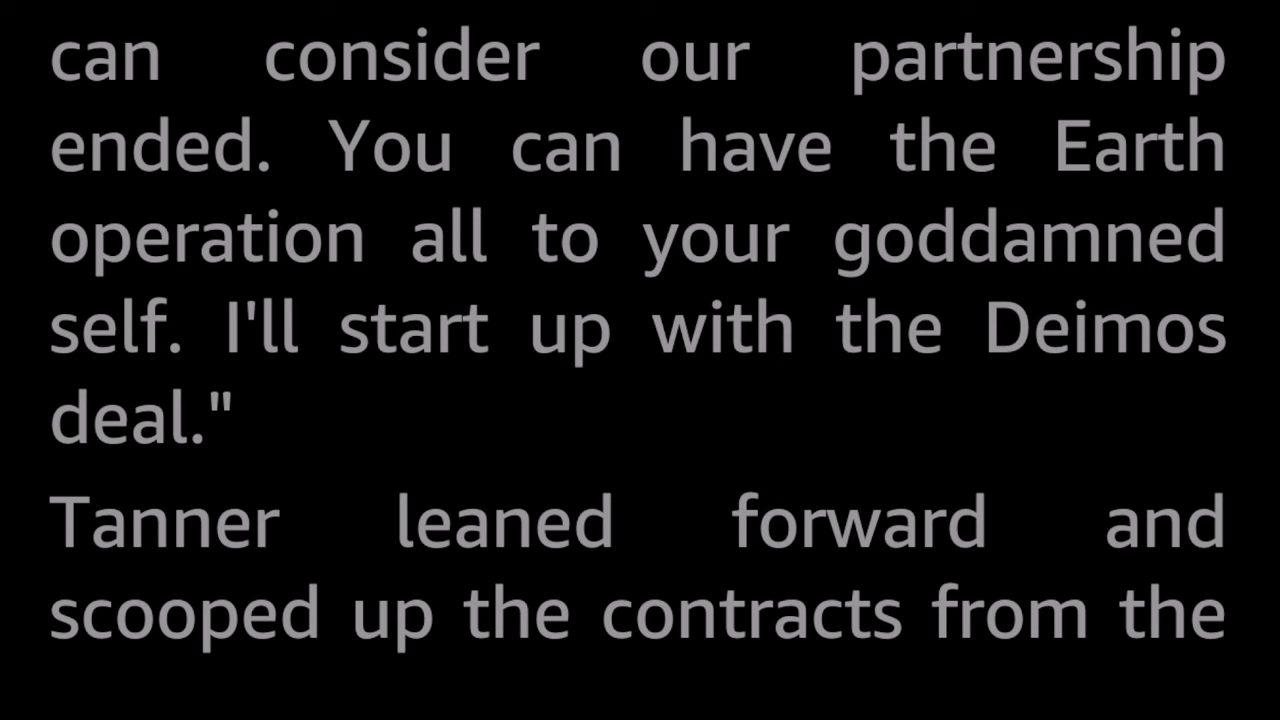 can consider our partnership
ended. You can have the Earth
operation all to your goddamned
self. I'll start up with the Deimos
deal."
Tanner leaned forward and
scooped up the contracts from the